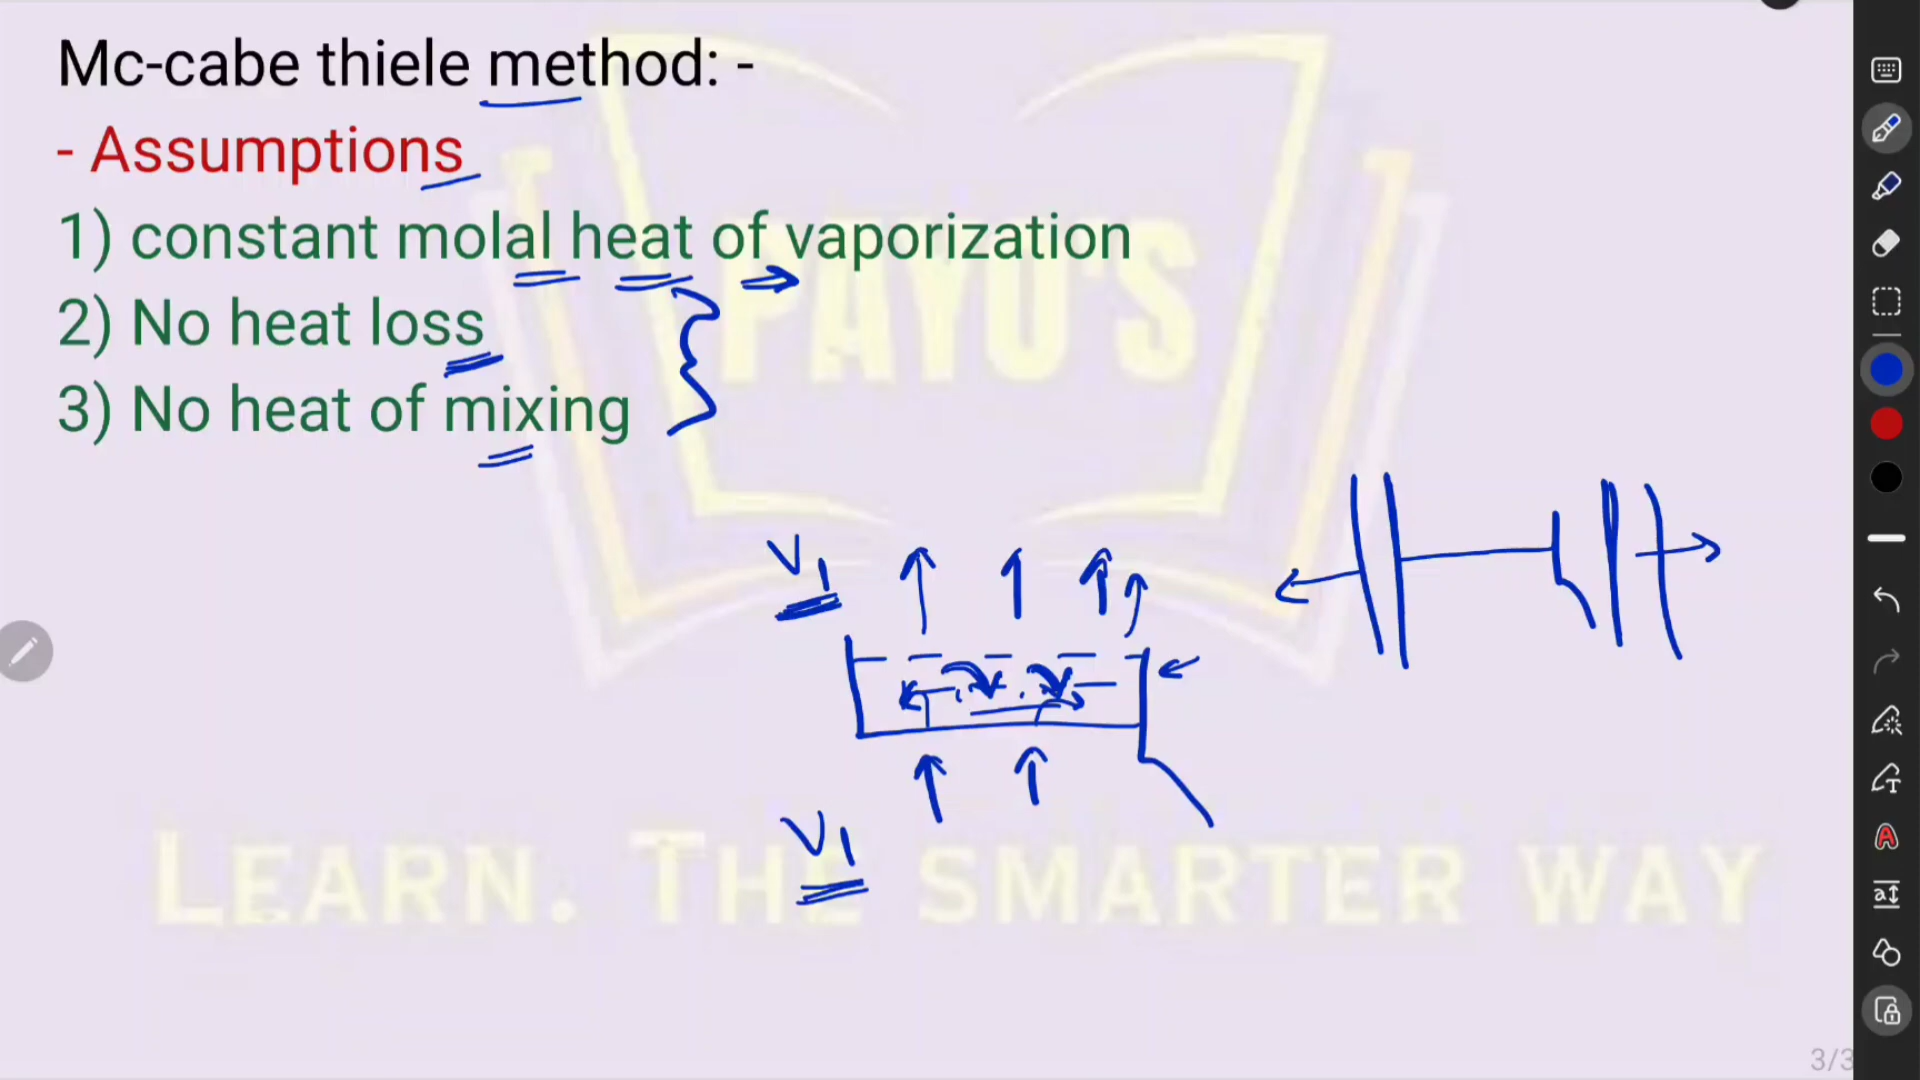 Mc-cabe thiele method: -
- Assumptions
1) constant molal heat of vaporization
2) No heat loss
3) No heat of mixing
PAYU'S
V1
V1
LEARN. THE SMARTER WAY
3/3